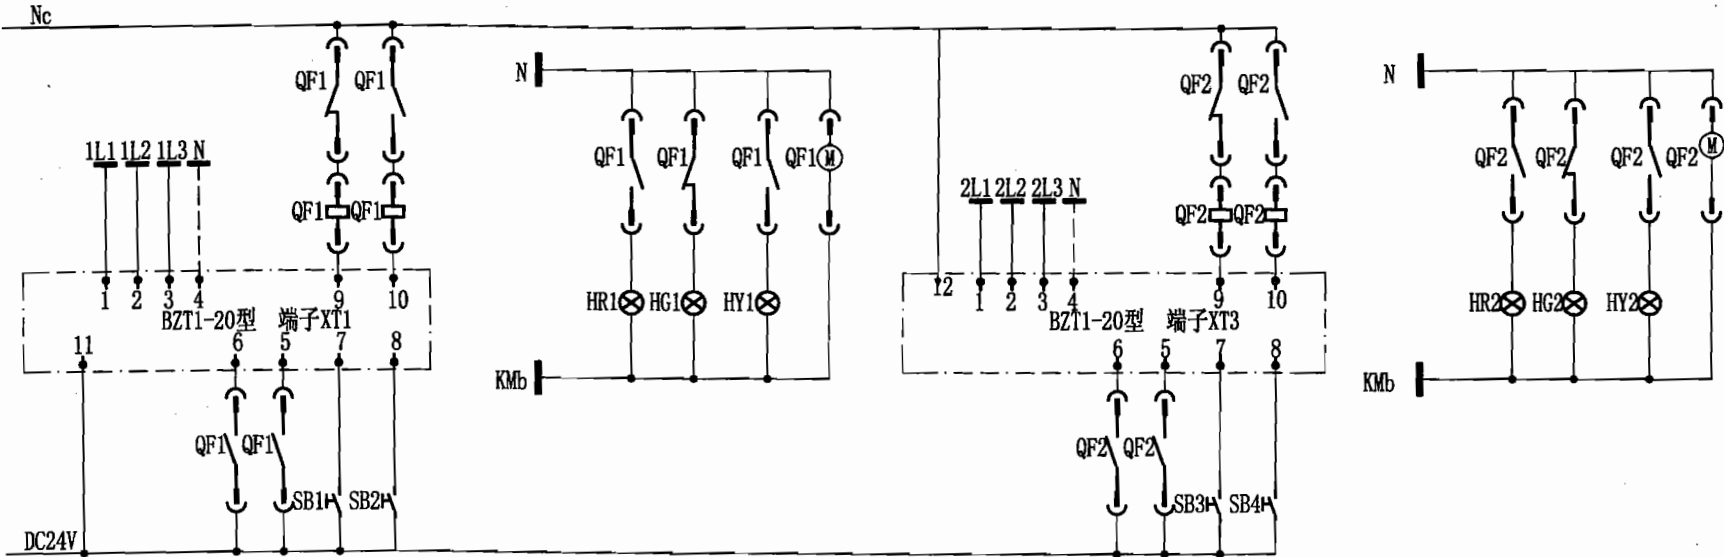 Nc
QF1 QF1
N
QF2 QF2
N
1L1 1L2 1L3 N
QF1 QF1 QF1 QF1 M
QF2 QF2 QF2 QF2 M
2L1 2L2 2L3 N
QF1 QF1
QF2 QF2
1 2 3 4 9 10
HR1 HG1 HY1
12 1 2 3 4 9 10
HR2 HG2 HY2
BZT1-20型 端子XT1
BZT1-20型 端子XT3
11 6 5 7 8
6 5 7 8
KMb
KMb
QF1 QF1
QF2 QF2
SB1 SB2
SB3 SB4
DC24V